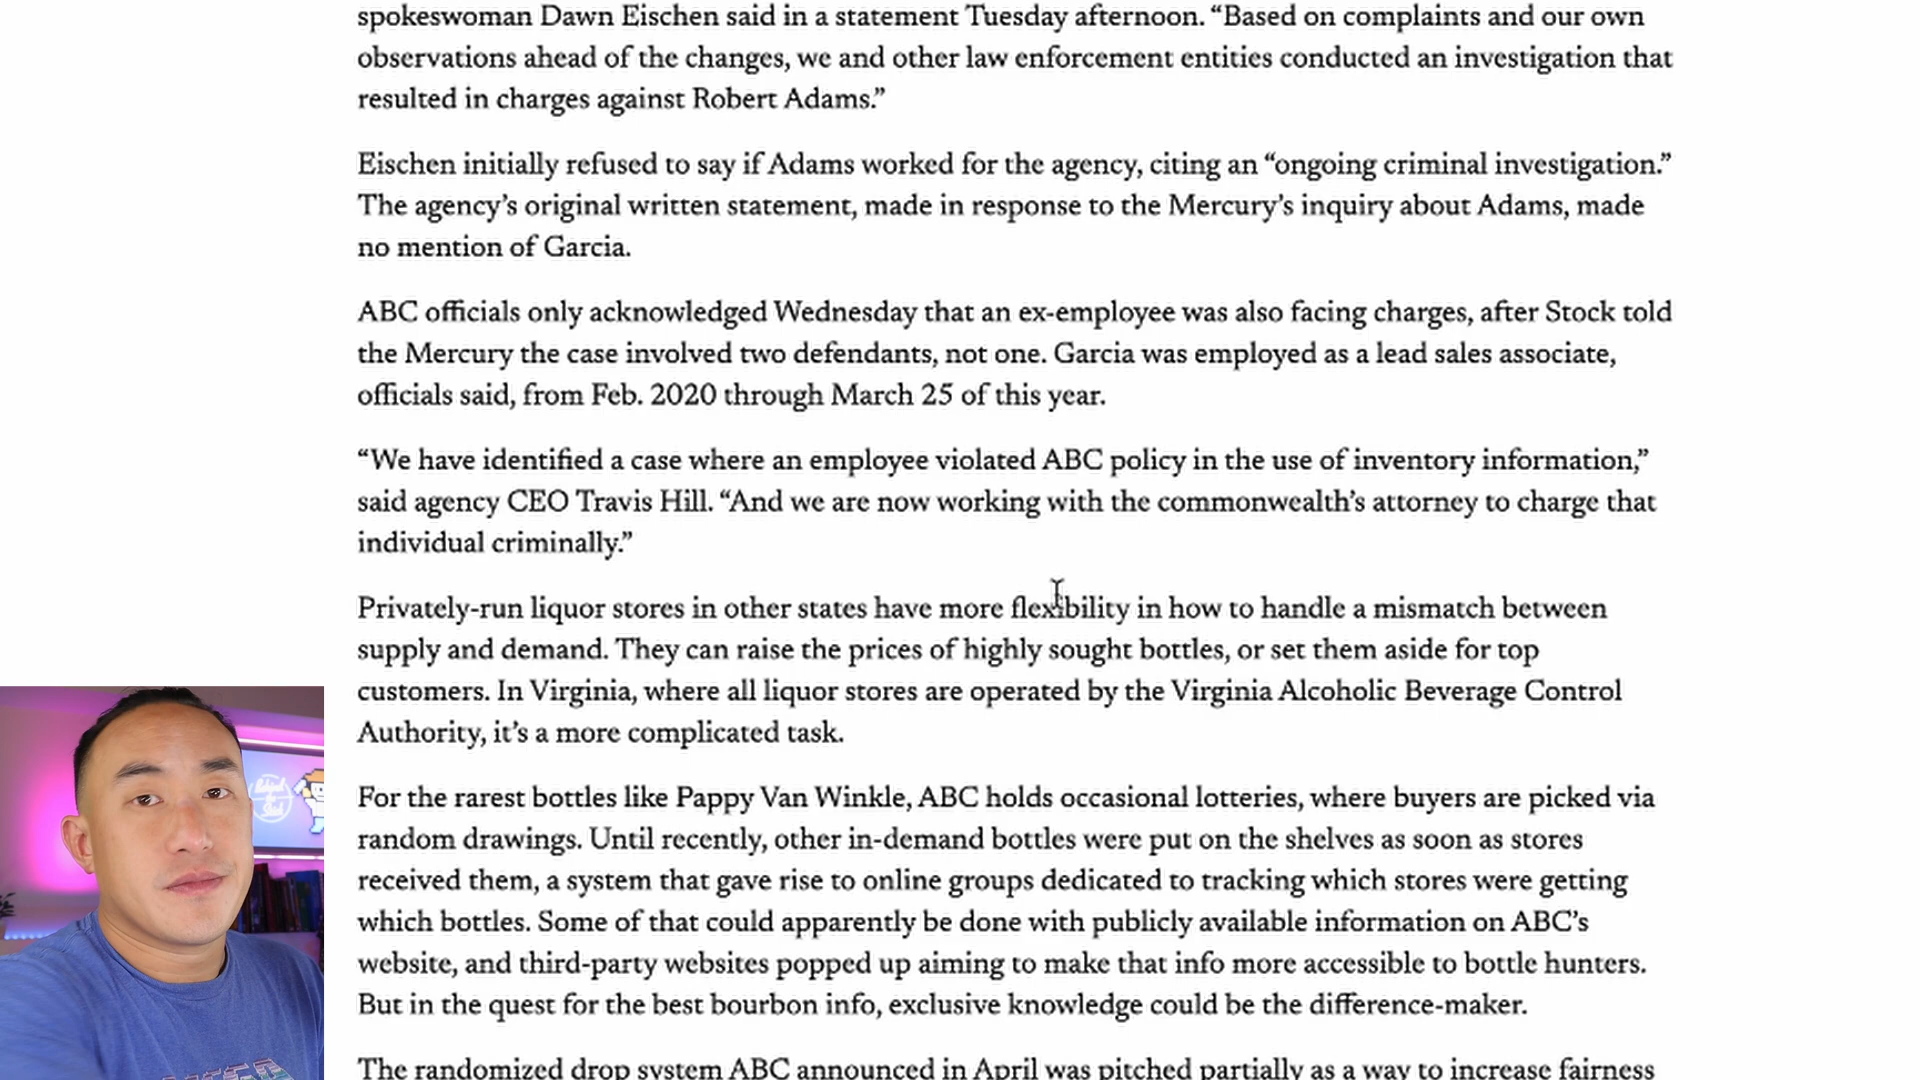 spokeswoman Dawn Eischen said in a statement Tuesday afternoon. “Based on complaints and our own
observations ahead of the changes, we and other law enforcement entities conducted an investigation that
resulted in charges against Robert Adams.”
Eischen initially refused to say if Adams worked for the agency, citing an “ongoing criminal investigation.”
The agency’s original written statement, made in response to the Mercury’s inquiry about Adams, made
no mention of Garcia.
ABC officials only acknowledged Wednesday that an ex-employee was also facing charges, after Stock told
the Mercury the case involved two defendants, not one. Garcia was employed as a lead sales associate,
officials said, from Feb. 2020 through March 25 of this year.
“We have identified a case where an employee violated ABC policy in the use of inventory information,”
said agency CEO Travis Hill. “And we are now working with the commonwealth’s attorney to charge that
individual criminally.”
Privately-run liquor stores in other states have more flexibility in how to handle a mismatch between
supply and demand. They can raise the prices of highly sought bottles, or set them aside for top
customers. In Virginia, where all liquor stores are operated by the Virginia Alcoholic Beverage Control
Authority, it’s a more complicated task.
For the rarest bottles like Pappy Van Winkle, ABC holds occasional lotteries, where buyers are picked via
random drawings. Until recently, other in-demand bottles were put on the shelves as soon as stores
received them, a system that gave rise to online groups dedicated to tracking which stores were getting
which bottles. Some of that could apparently be done with publicly available information on ABC’s
website, and third-party websites popped up aiming to make that info more accessible to bottle hunters.
But in the quest for the best bourbon info, exclusive knowledge could be the difference-maker.
The randomized drop system ABC announced in April was pitched partially as a way to increase fairness